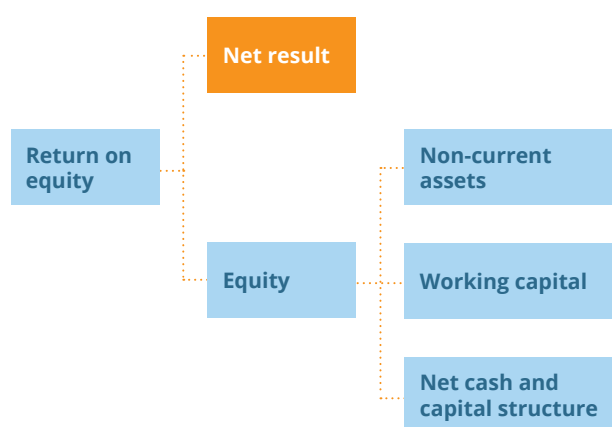 Net result
Return on
equity
Non-current
assets
Equity
Working capital
Net cash and
capital structure